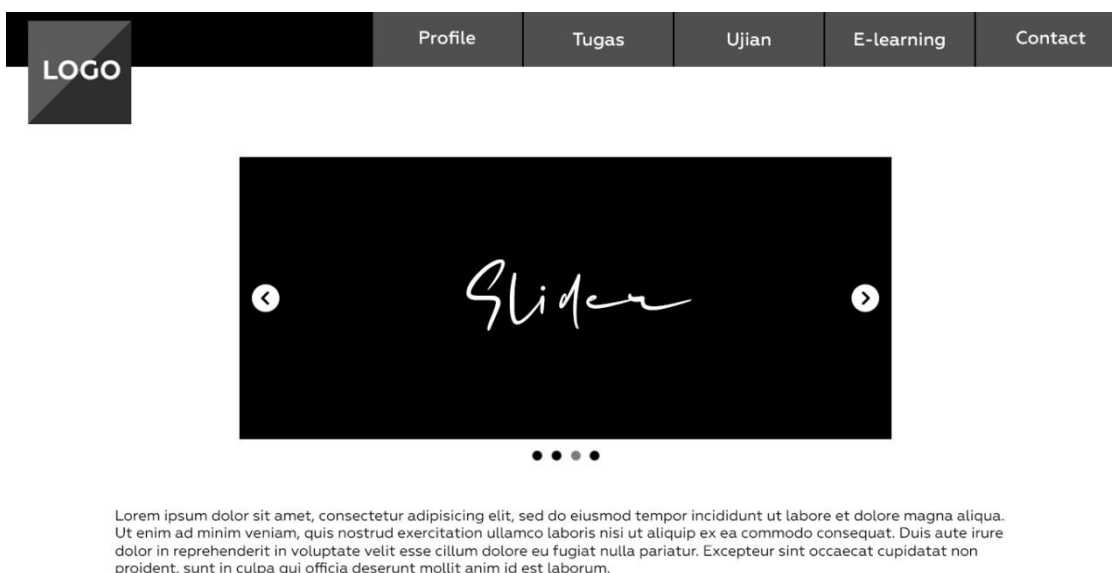 LOGO
Profile
Tugas
Ujian
E-learning
Contact
Slider
Lorem ipsum dolor sit amet, consectetur adipisicing elit, sed do eiusmod tempor incididunt ut labore et dolore magna aliqua.
Ut enim ad minim veniam, quis nostrud exercitation ullamco laboris nisi ut aliquip ex ea commodo consequat. Duis aute irure
dolor in reprehenderit in voluptate velit esse cillum dolore eu fugiat nulla pariatur. Excepteur sint occaecat cupidatat non
proident, sunt in culpa qui officia deserunt mollit anim id est laborum.